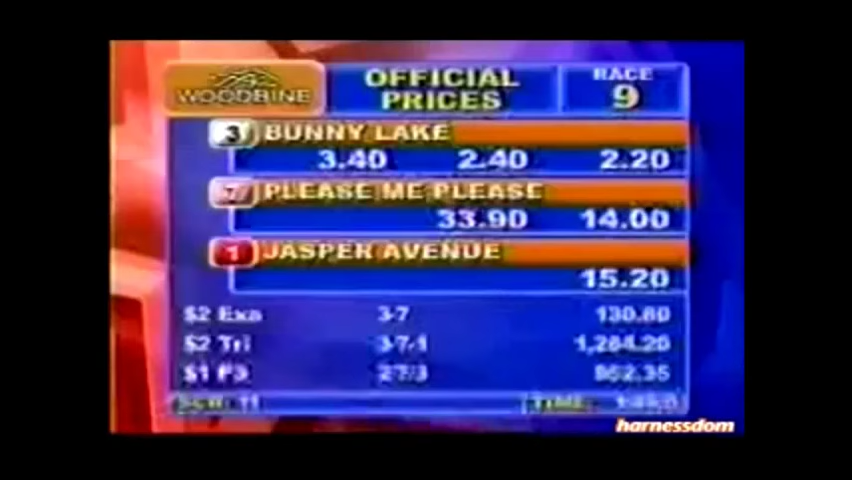 WOODBINE
OFFICIAL PRICES
RACE 9
3 BUNNY LAKE
3.40 2.40 2.20
7 PLEASE ME PLEASE
33.90 14.00
1 JASPER AVENUE
15.20
$2 Exa 3-7 130.80
$2 Tri 3-7-1 1,284.20
$1 P3 862.35
11
harnessdom